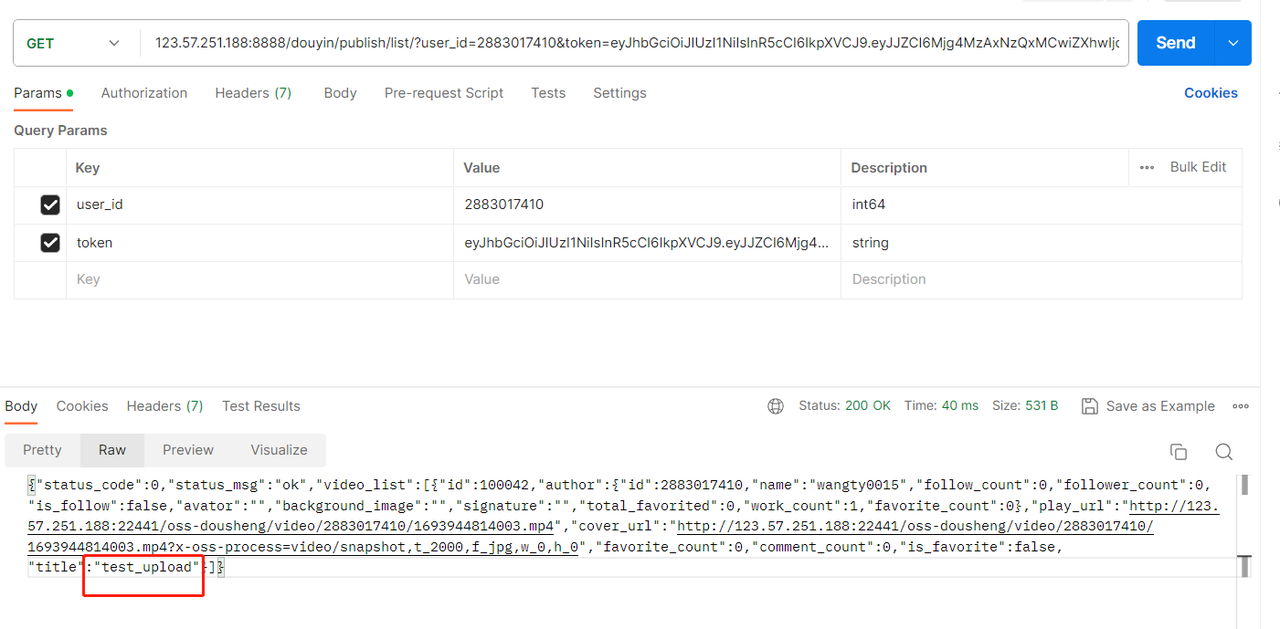 GET 123.57.251.188:8888/douyin/publish/list/?user_id=2883017410&token=eyJhbGciOiJIUzI1NiIsInR5cCI6IkpXVCJ9.eyJJZCI6Mjg4MzAxNzQxMCwiZXhwIjc Send
Params Authorization Headers (7) Body Pre-request Script Tests Settings Cookies
Query Params
Key Value Description ••• Bulk Edit
user_id 2883017410 int64
token eyJhbGciOiJIUzI1NiIsInR5cCI6IkpXVCJ9.eyJJZCI6Mjg4... string
Key Value Description
Body Cookies Headers (7) Test Results Status: 200 OK Time: 40 ms Size: 531 B Save as Example
Pretty Raw Preview Visualize
{"status_code":0,"status_msg":"ok","video_list":[{"id":100042,"author":{"id":2883017410,"name":"wangty0015","follow_count":0,"follower_count":0,
"is_follow":false,"avator":"","background_image":"","signature":"","total_favorited":0,"work_count":1,"favorite_count":0},"play_url":"http://123.
57.251.188:22441/oss-dousheng/video/2883017410/1693944814003.mp4","cover_url":"http://123.57.251.188:22441/oss-dousheng/video/2883017410/
1693944814003.mp4?x-oss-process=video/snapshot,t_2000,f_jpg,w_0,h_0","favorite_count":0,"comment_count":0,"is_favorite":false,
"title":"test_upload"}]}